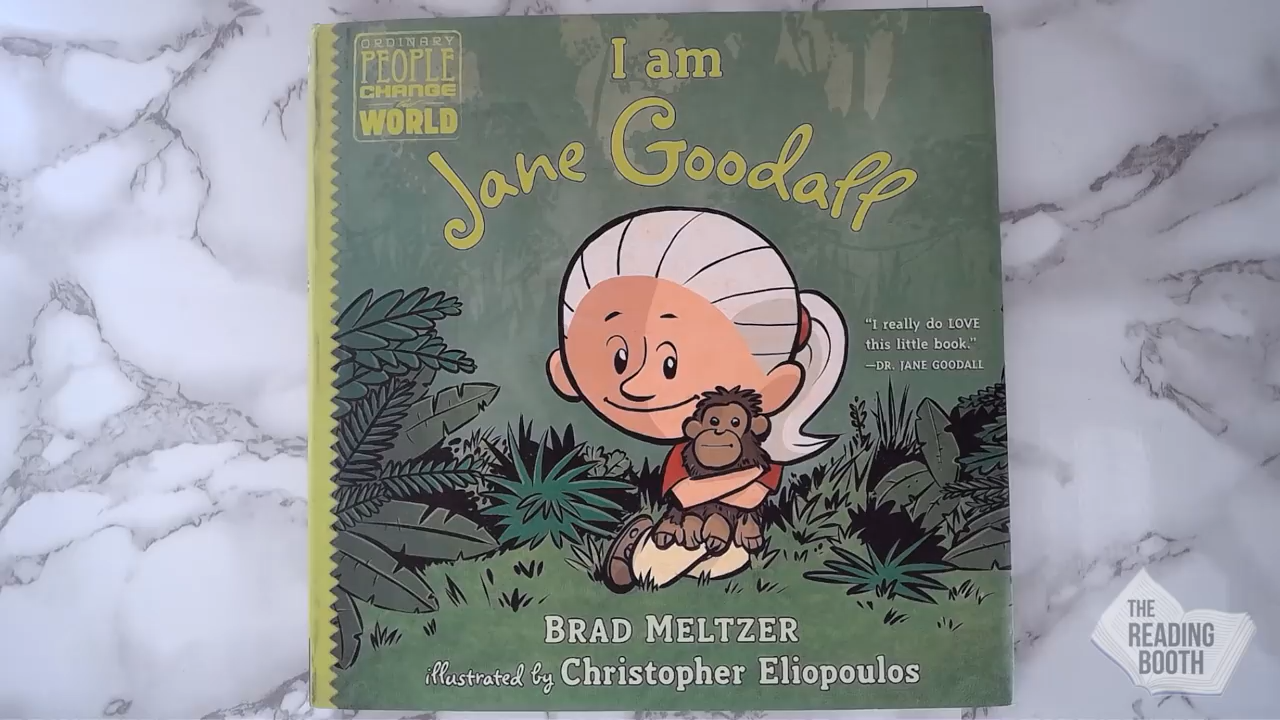 ORDINARY
PEOPLE
CHANGE
the
WORLD
I am
Jane Goodall
"I really do LOVE
this little book."
—DR. JANE GOODALL
BRAD MELTZER
illustrated by Christopher Eliopoulos
THE
READING
BOOTH